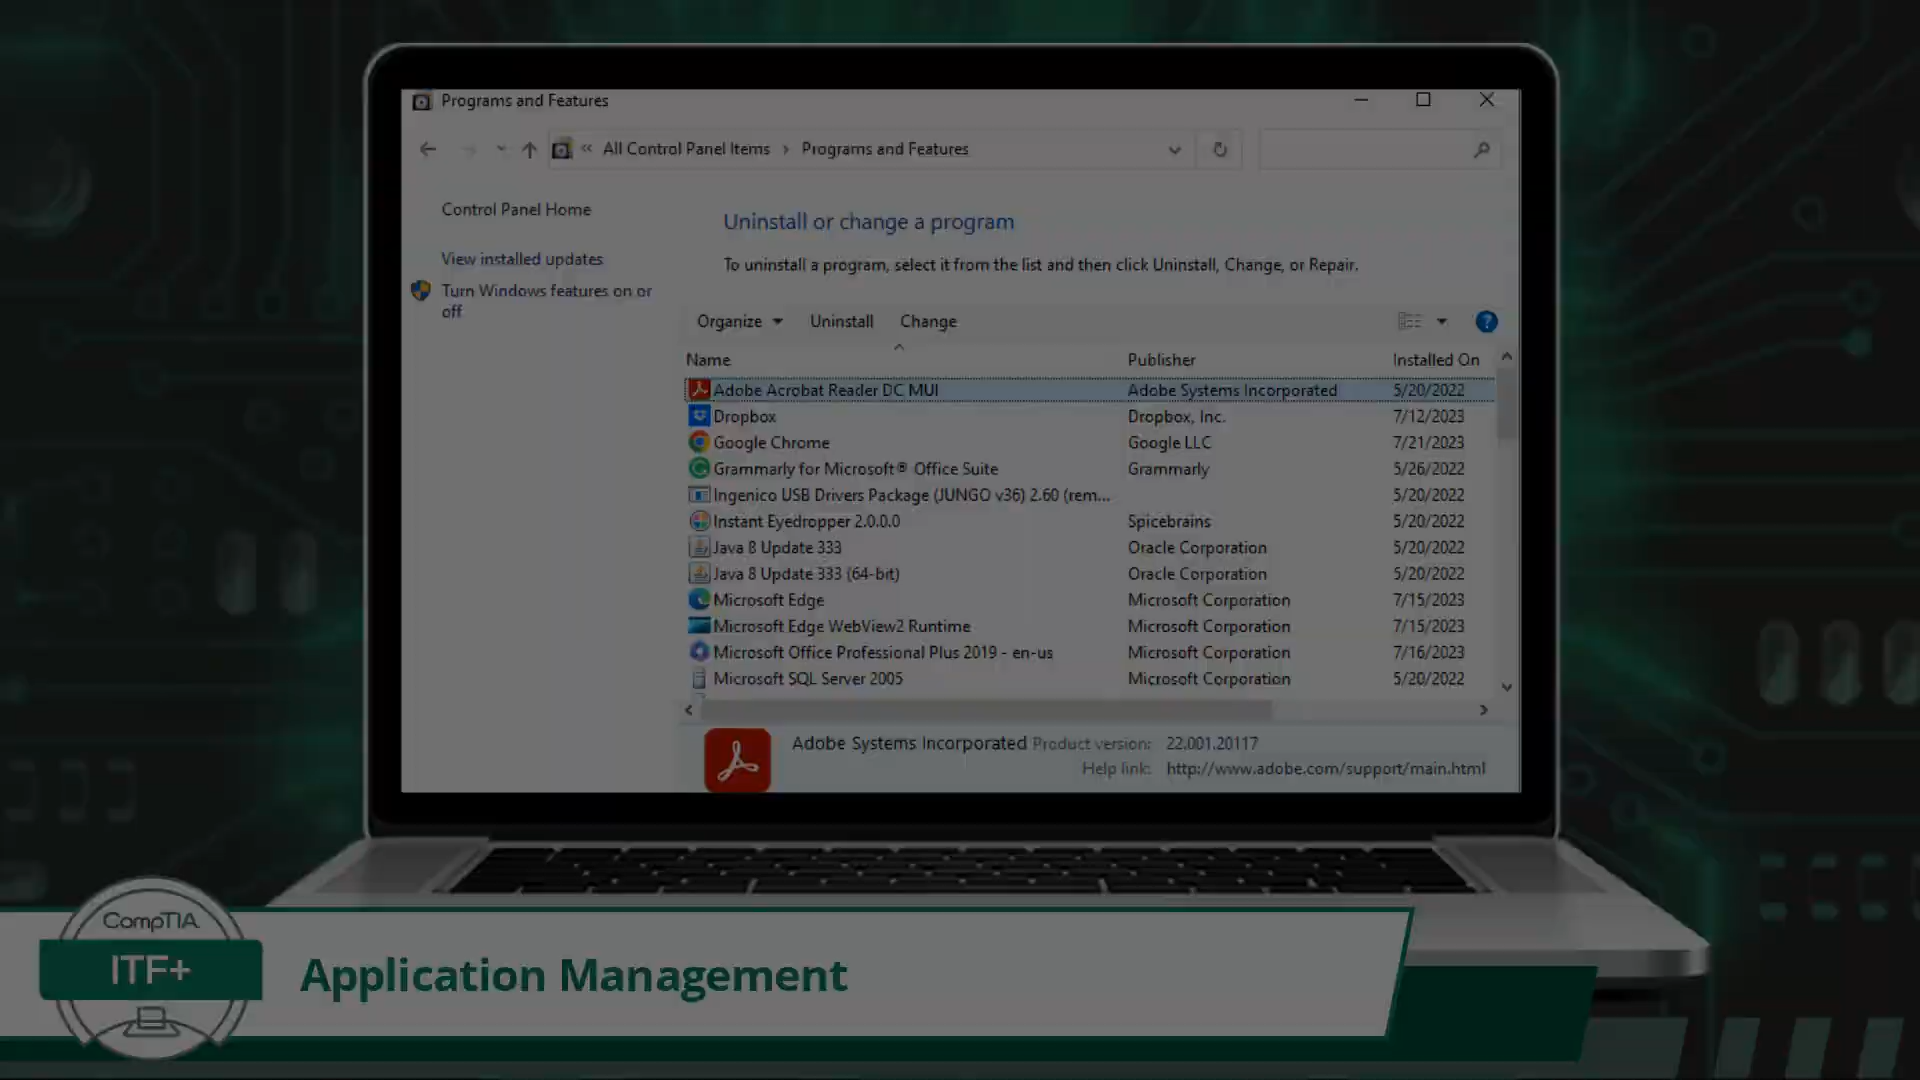 Programs and Features
« All Control Panel Items › Programs and Features
Control Panel Home
View installed updates
Turn Windows features on or
off
Uninstall or change a program
To uninstall a program, select it from the list and then click Uninstall, Change, or Repair.
Organize Uninstall Change ?
Name Publisher Installed On
Adobe Acrobat Reader DC MUI Adobe Systems Incorporated 5/20/2022
Dropbox Dropbox, Inc. 7/12/2023
Google Chrome Google LLC 7/21/2023
Grammarly for Microsoft® Office Suite Grammarly 5/26/2022
Ingenico USB Drivers Package (JUNGO v36) 2.60 (rem... 5/20/2022
Instant Eyedropper 2.0.0.0 Spicebrains 5/20/2022
Java 8 Update 333 Oracle Corporation 5/20/2022
Java 8 Update 333 (64-bit) Oracle Corporation 5/20/2022
Microsoft Edge Microsoft Corporation 7/15/2023
Microsoft Edge WebView2 Runtime Microsoft Corporation 7/15/2023
Microsoft Office Professional Plus 2019 - en-us Microsoft Corporation 7/16/2023
Microsoft SQL Server 2005 Microsoft Corporation 5/20/2022
Adobe Systems Incorporated Product version: 22.001.20117
Help link: http://www.adobe.com/support/main.html
CompTIA
ITF+
Application Management